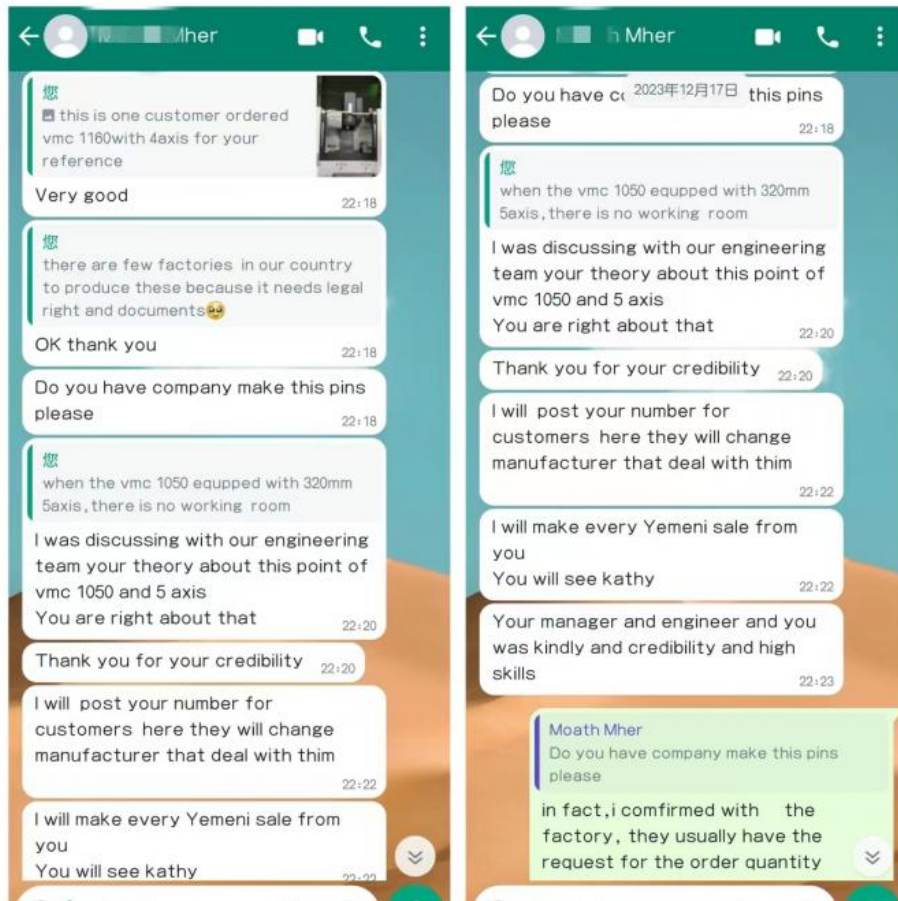 Mher
您
this is one customer ordered
vmc 1160with 4axis for your
reference
Very good
22:18
您
there are few factories in our country
to produce these because it needs legal
right and documents🥹
OK thank you
22:18
Do you have company make this pins
please
22:18
您
when the vmc 1050 equpped with 320mm
5axis,there is no working room
I was discussing with our engineering
team your theory about this point of
vmc 1050 and 5 axis
You are right about that
22:20
Thank you for your credibility 22:20
I will post your number for
customers here they will change
manufacturer that deal with thim
22:22
I will make every Yemeni sale from
you
You will see kathy
22:22
h Mher
2023年12月17日
Do you have co this pins
please
22:18
您
when the vmc 1050 equpped with 320mm
5axis,there is no working room
I was discussing with our engineering
team your theory about this point of
vmc 1050 and 5 axis
You are right about that
22:20
Thank you for your credibility 22:20
I will post your number for
customers here they will change
manufacturer that deal with thim
22:22
I will make every Yemeni sale from
you
You will see kathy
22:22
Your manager and engineer and you
was kindly and credibility and high
skills
22:23
Moath Mher
Do you have company make this pins
please
in fact,i comfirmed with the
factory, they usually have the
request for the order quantity